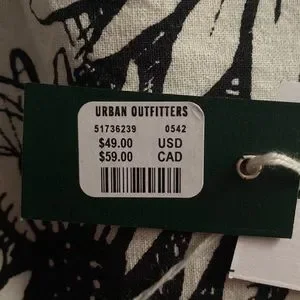 URBAN OUTFITTERS
51736239 0542
$49.00 USD
$59.00 CAD